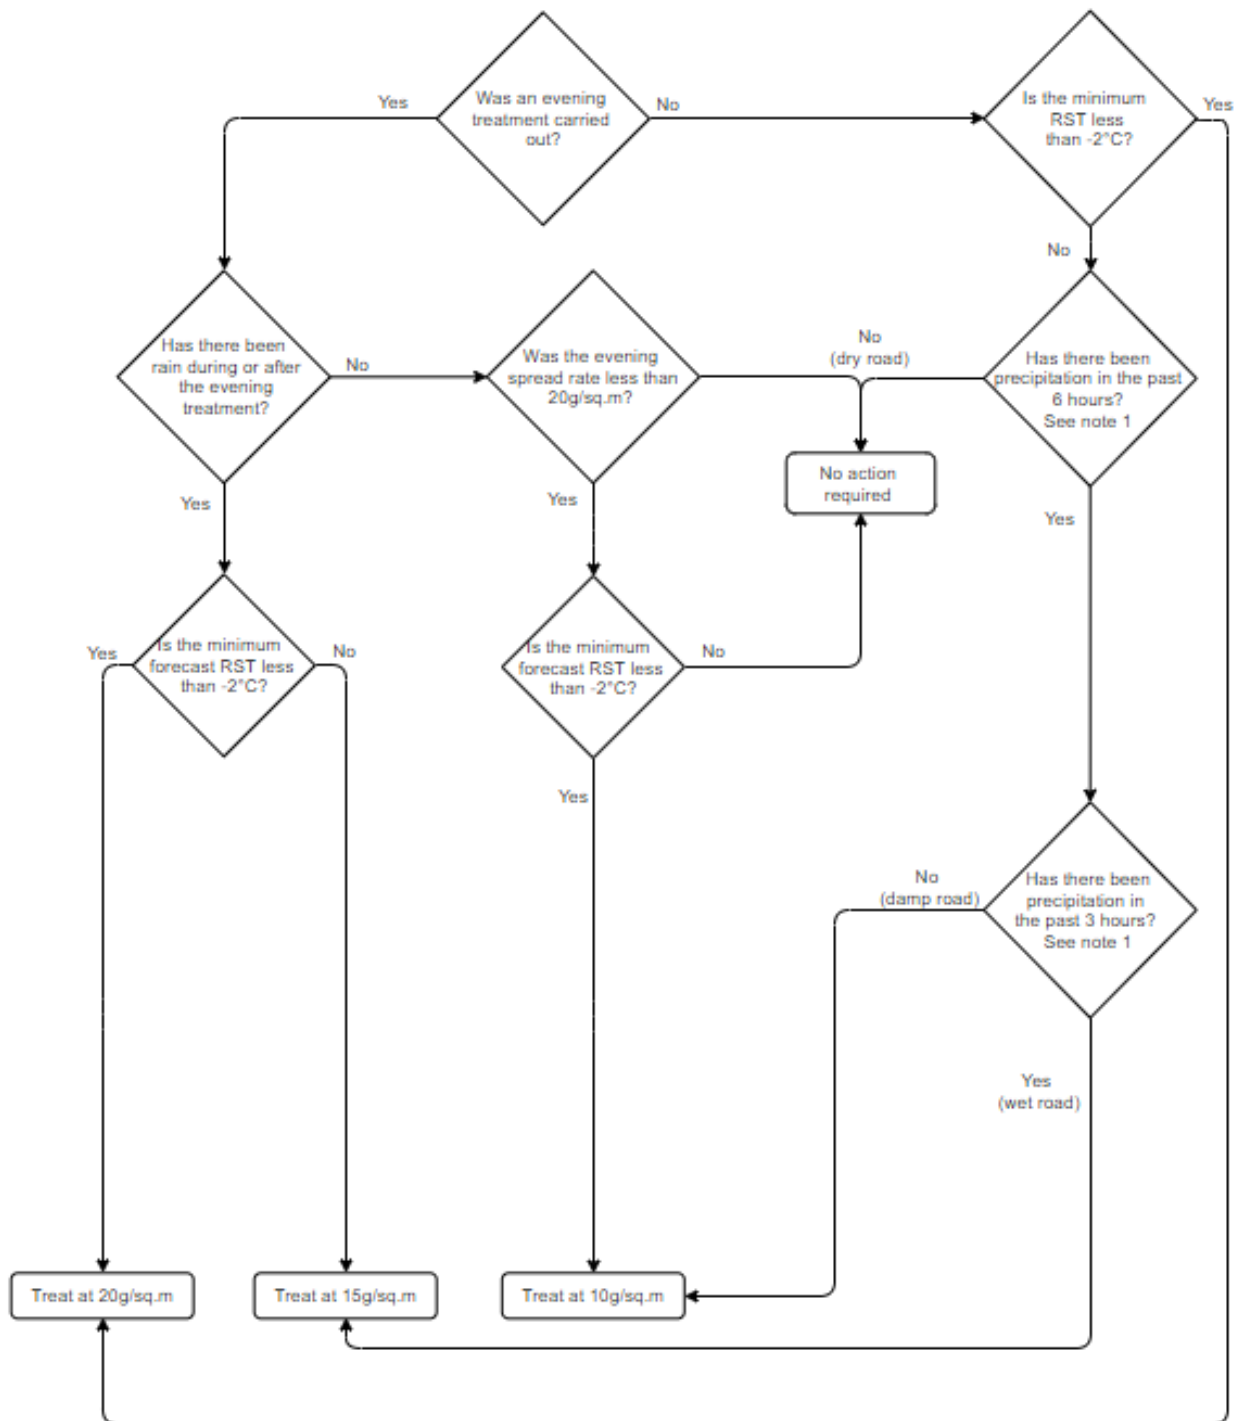 Was an evening
treatment carried
out?
Yes
No
Is the minimum
RST less
than -2°C?
Yes
No
Has there been
rain during or after
the evening
treatment?
No
Was the evening
spread rate less than
20g/sq.m?
No
(dry road)
Has there been
precipitation in the past
6 hours?
See note 1
No action
required
Yes
Yes
Yes
Is the minimum
forecast RST less
than -2°C?
Yes
No
Is the minimum
forecast RST less
than -2°C?
No
Yes
Has there been
precipitation in
the past 3 hours?
See note 1
No
(damp road)
Yes
(wet road)
Treat at 20g/sq.m
Treat at 15g/sq.m
Treat at 10g/sq.m